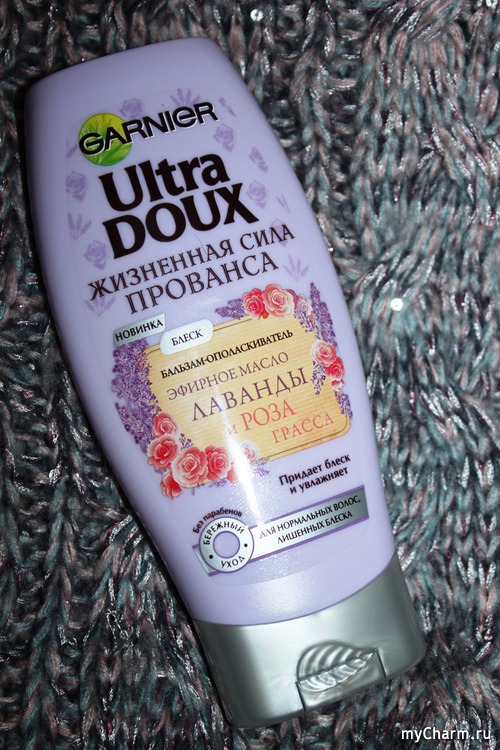 GARNIER
Ultra
DOUX
ЖИЗНЕННАЯ СИЛА
ПРОВАНСА
НОВИНКА
БЛЕСК
БАЛЬЗАМ-ОПОЛАСКИВАТЕЛЬ
ЭФИРНОЕ МАСЛО
ЛАВАНДЫ
и РОЗА
ГРАССА
Придает блеск
и увлажняет
Без парабенов
БЕРЕЖНЫЙ
УХОД
ДЛЯ НОРМАЛЬНЫХ ВОЛОС,
ЛИШЕННЫХ БЛЕСКА
myCharm.ru